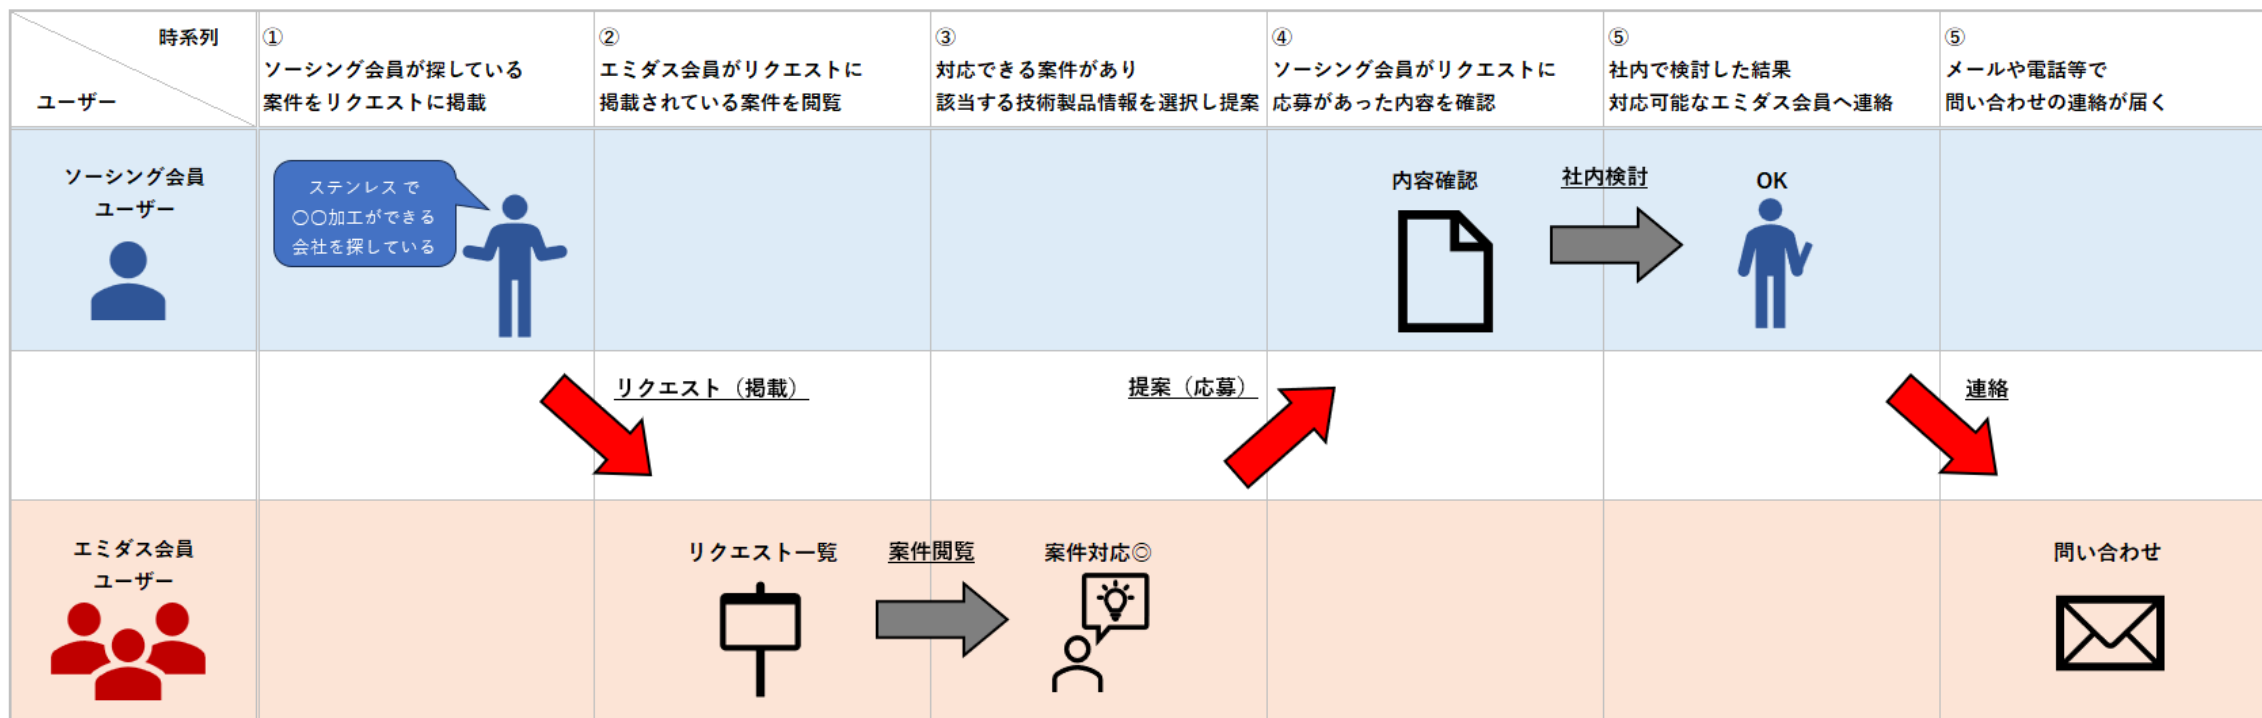 時系列
ユーザー
①
ソーシング会員が探している
案件をリクエストに掲載
②
エミダス会員がリクエストに
掲載されている案件を閲覧
③
対応できる案件があり
該当する技術製品情報を選択し提案
④
ソーシング会員がリクエストに
応募があった内容を確認
⑤
社内で検討した結果
対応可能なエミダス会員へ連絡
⑤
メールや電話等で
問い合わせの連絡が届く
ソーシング会員
ユーザー
ステンレスで
〇〇加工ができる
会社を探している
内容確認
社内検討
OK
リクエスト（掲載）
提案（応募）
連絡
エミダス会員
ユーザー
リクエスト一覧
案件閲覧
案件対応◎
問い合わせ